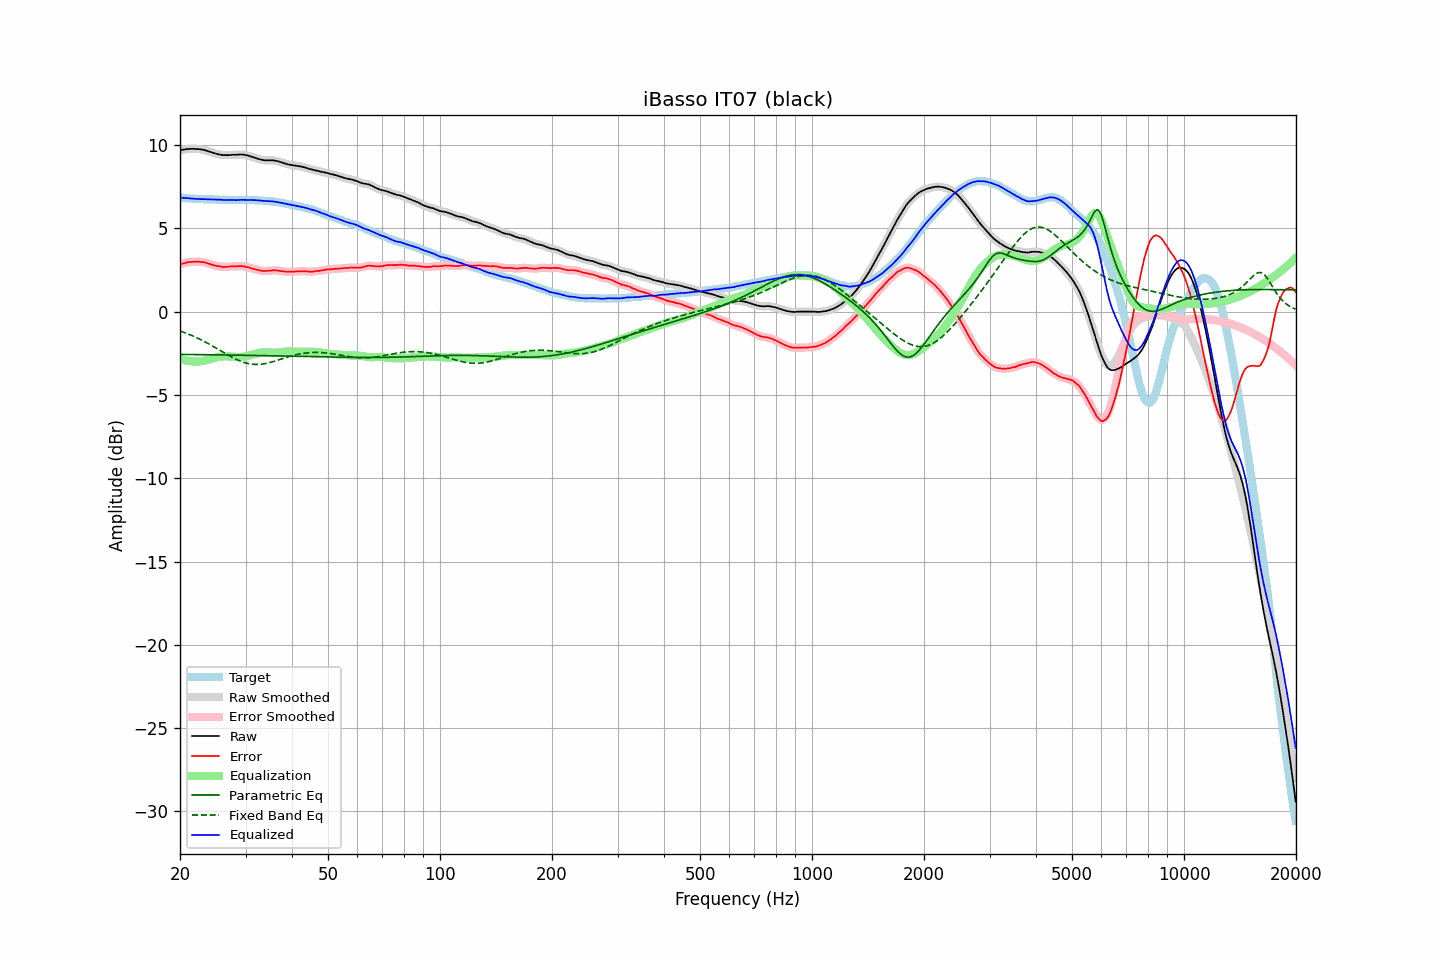 iBasso IT07 (black)
10
5
0
−5
−10
−15
−20
−25
−30
Amplitude (dBr)
Target
Raw Smoothed
Error Smoothed
Raw
Error
Equalization
Parametric Eq
Fixed Band Eq
Equalized
20 50 100 200 500 1000 2000 5000 10000 20000
Frequency (Hz)